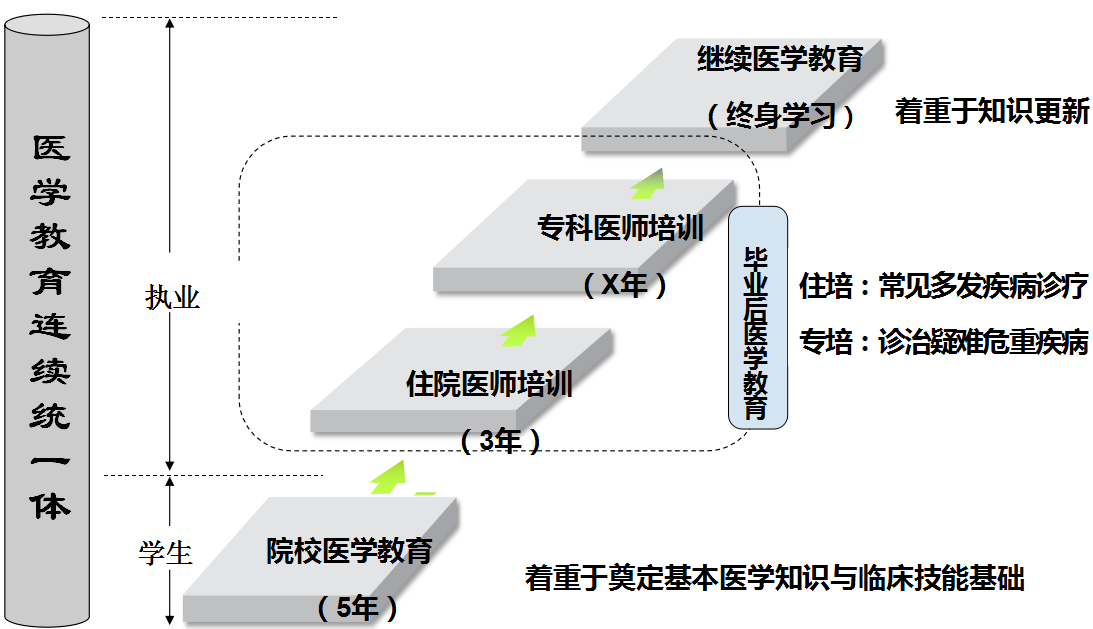 医学教育连续统一体
继续医学教育
（终身学习）
着重于知识更新
专科医师培训
（X年）
毕业后医学教育
住培：常见多发疾病诊疗
专培：诊治疑难危重疾病
执业
住院医师培训
（3年）
学生
院校医学教育
（5年）
着重于奠定基本医学知识与临床技能基础